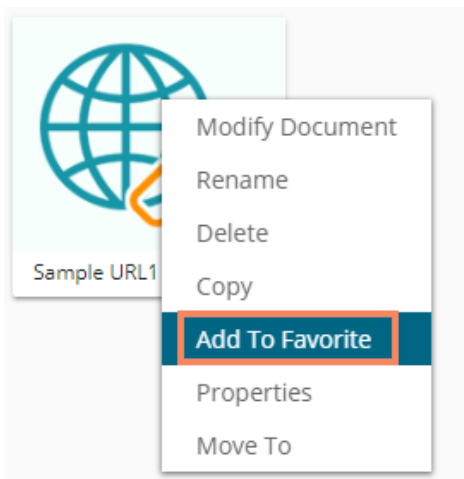 Modify Document
Rename
Delete
Sample URL1
Copy
Add To Favorite
Properties
Move To